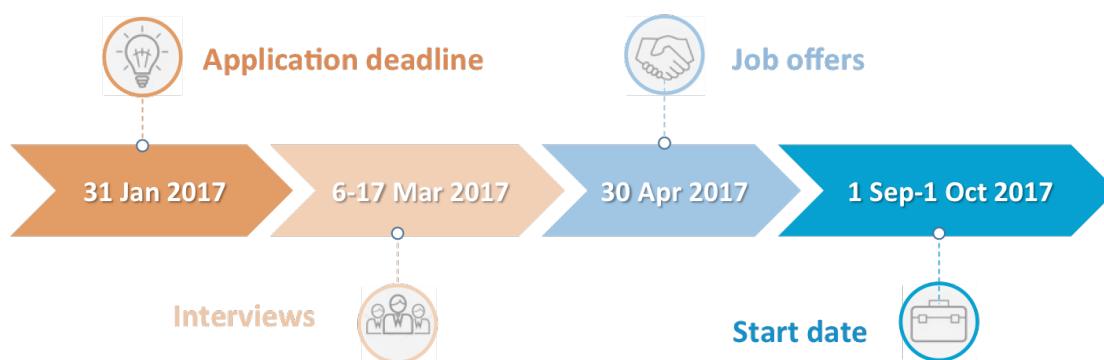 Application deadline
Job offers
31 Jan 2017
6-17 Mar 2017
30 Apr 2017
1 Sep-1 Oct 2017
Interviews
Start date